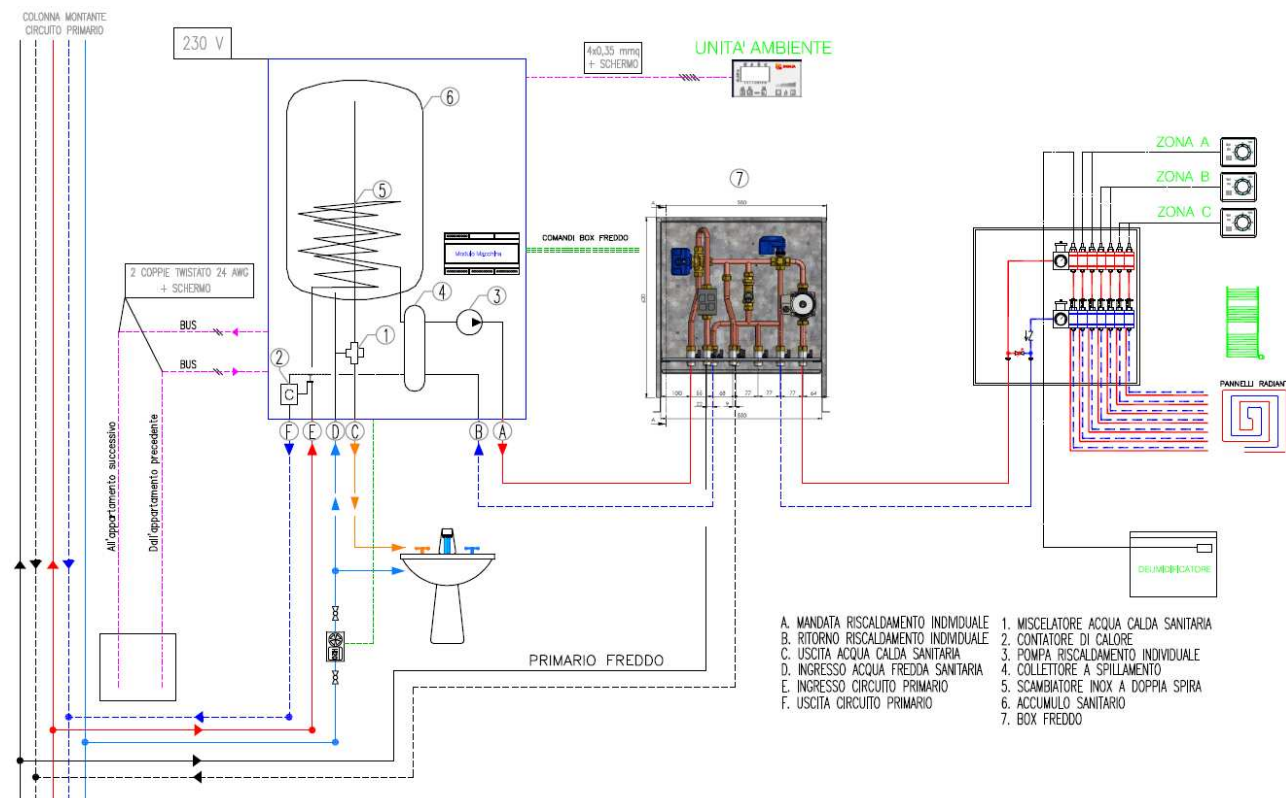 COLONNA MONTANTE
CIRCUITO PRIMARIO
230 V
4x0,35 mmq
+ SCHERMO
UNITA' AMBIENTE
6
5
7
ZONA A
ZONA B
ZONA C
COMANDI BOX FREDDO
Modulo Macchina
2 COPPIE TWISTATO 24 AWG
+ SCHERMO
BUS
BUS
4
3
1
2
C
F
E
D
C
B
A
PANNELLI RADIANT
All'appartamento successivo
Dall'appartamento precedente
DEUMIDIFICATORE
PRIMARIO FREDDO
A. MANDATA RISCALDAMENTO INDIVIDUALE
B. RITORNO RISCALDAMENTO INDIVIDUALE
C. USCITA ACQUA CALDA SANITARIA
D. INGRESSO ACQUA FREDDA SANITARIA
E. INGRESSO CIRCUITO PRIMARIO
F. USCITA CIRCUITO PRIMARIO
1. MISCELATORE ACQUA CALDA SANITARIA
2. CONTATORE DI CALORE
3. POMPA RISCALDAMENTO INDIVIDUALE
4. COLLETTORE A SPILLAMENTO
5. SCAMBIATORE INOX A DOPPIA SPIRA
6. ACCUMULO SANITARIO
7. BOX FREDDO